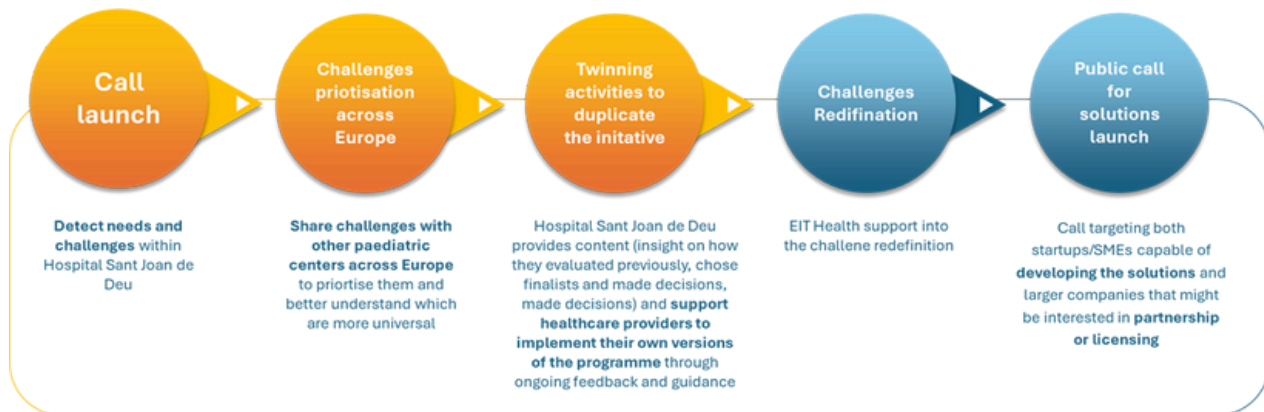 Call
launch
Challenges
priotisation
across
Europe
Twinning
activities to
duplicate
the initative
Challenges
Redifination
Public call
for
solutions
launch
Detect needs and
challenges within
Hospital Sant Joan de
Deu
Share challenges with
other paediatric
centers across Europe
to priortise them and
better understand which
are more universal
Hospital Sant Joan de Deu
provides content (insight on how
they evaluated previously, chose
finalists and made decisions,
made decisions) and support
healthcare providers to
implement their own versions
of the programme through
ongoing feedback and guidance
EIT Health support into
the challene redefinition
Call targeting both
startups/SMEs capable of
developing the solutions and
larger companies that might
be interested in partnership
or licensing